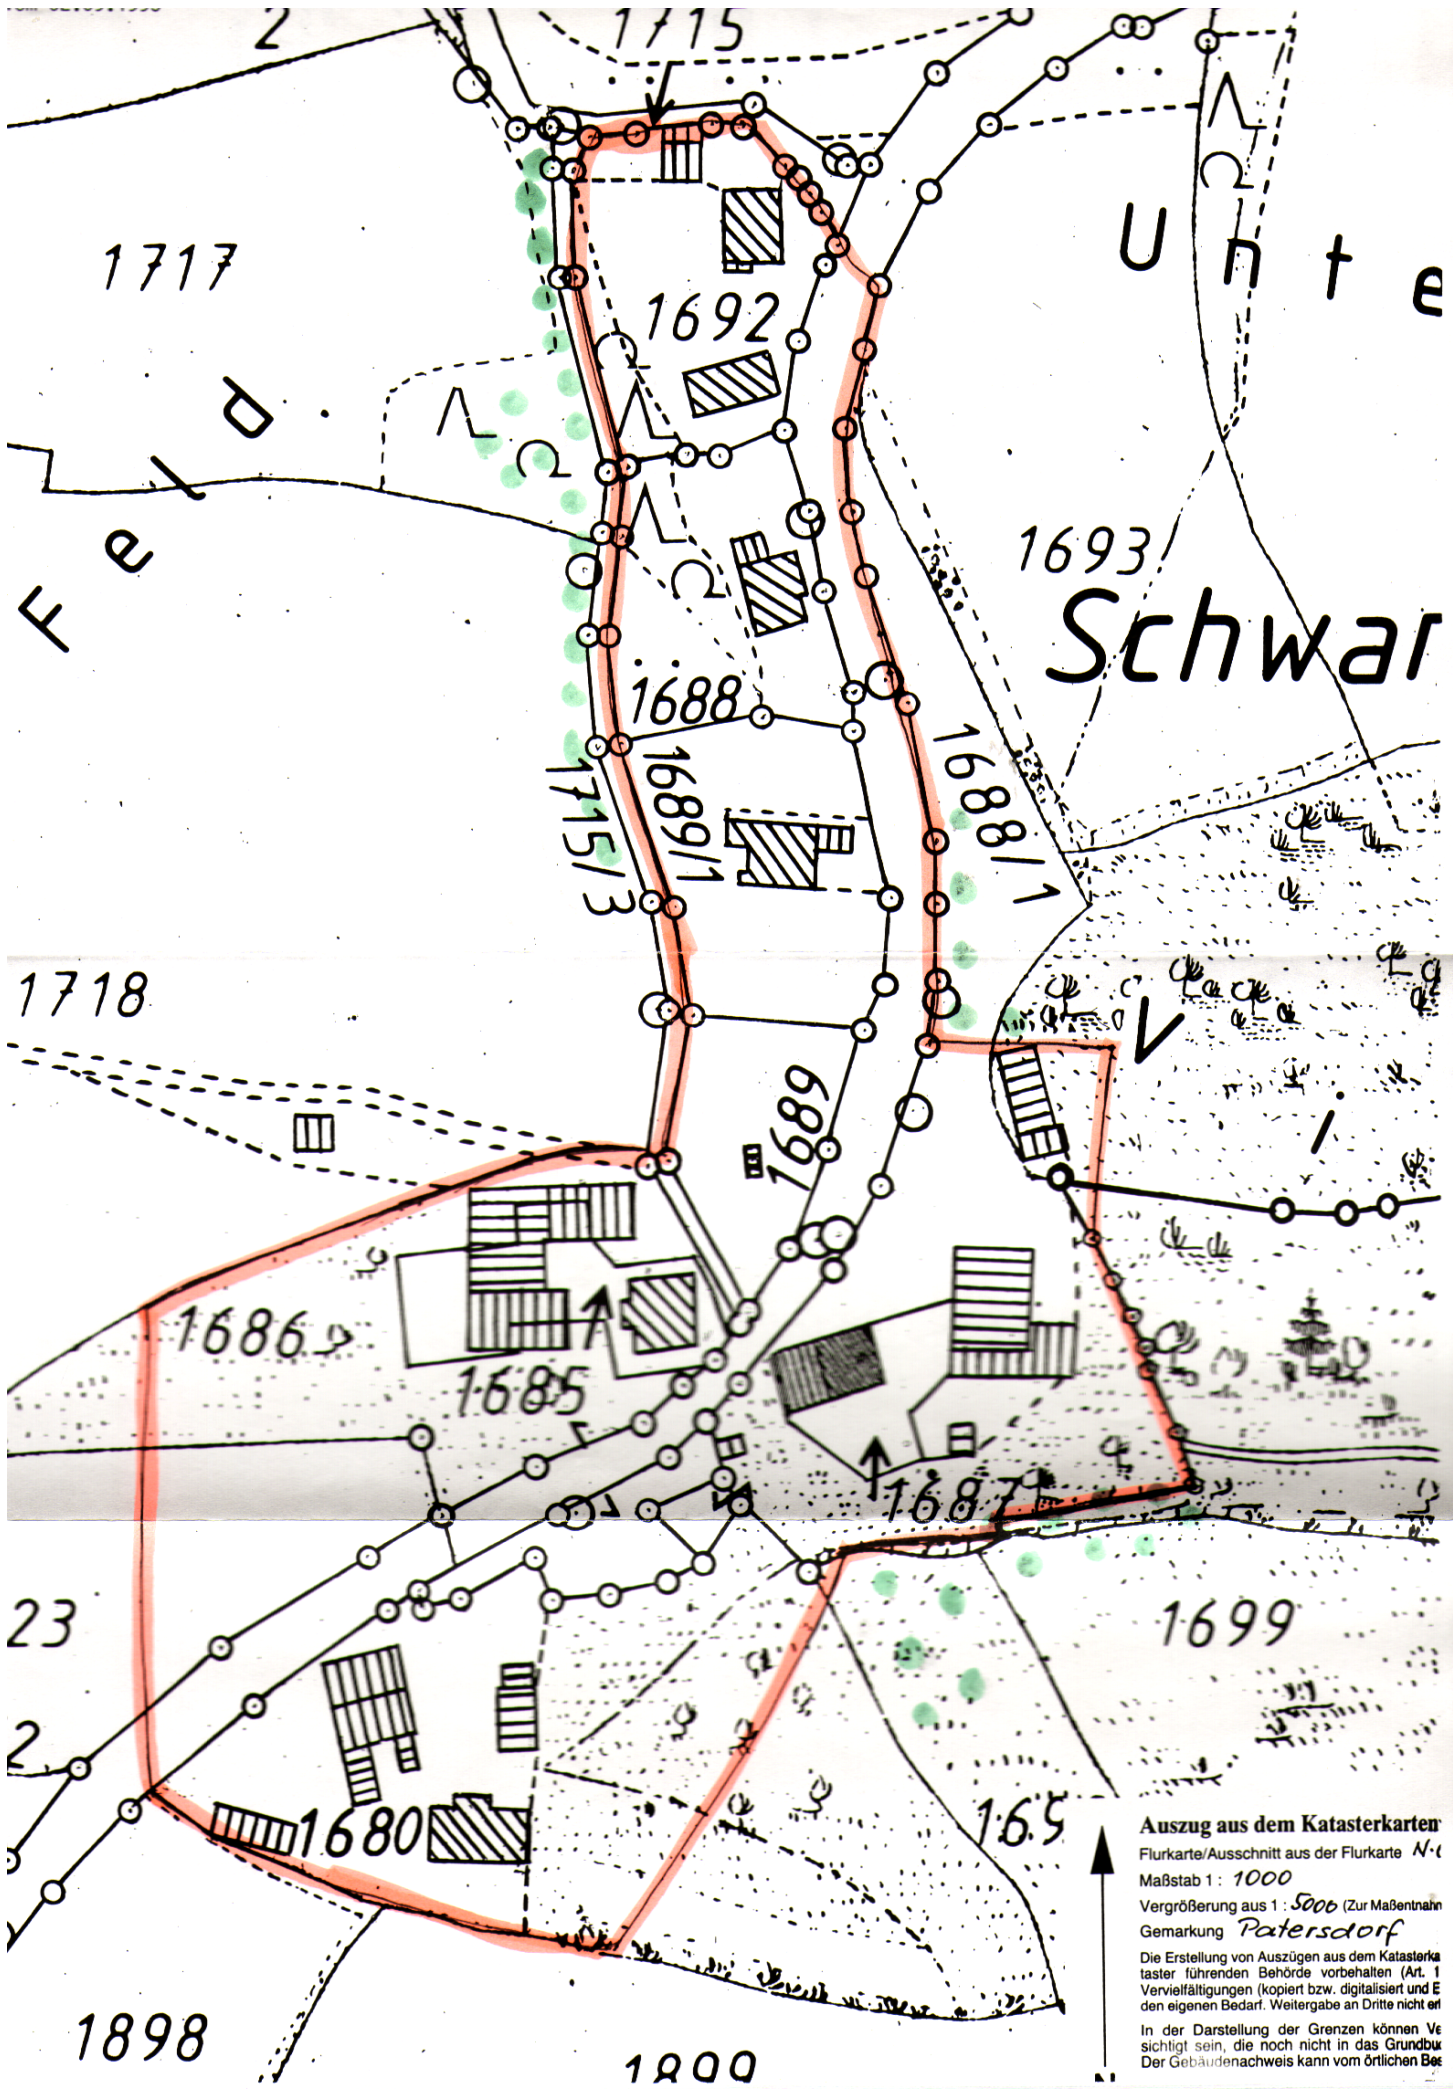 2
1715
1717
1692
U n t e
F e l d
1693
Schwar
1688
1689/1
1715/3
1688/1
1718
V i
1689
1686
1685
1687
23
2
1699
1680
165
1898
1899
Auszug aus dem Katasterkarten
Flurkarte/Ausschnitt aus der Flurkarte N.
Maßstab 1 : 1000
Vergrößerung aus 1 : 5000 (Zur Maßentnahm
Gemarkung Patersdorf
Die Erstellung von Auszügen aus dem Katasterka
taster führenden Behörde vorbehalten (Art. 1
Vervielfältigungen (kopiert bzw. digitalisiert und E
den eigenen Bedarf. Weitergabe an Dritte nicht erl
In der Darstellung der Grenzen können Ve
sichtigt sein, die noch nicht in das Grundbu
Der Gebäudenachweis kann vom örtlichen Bes
N